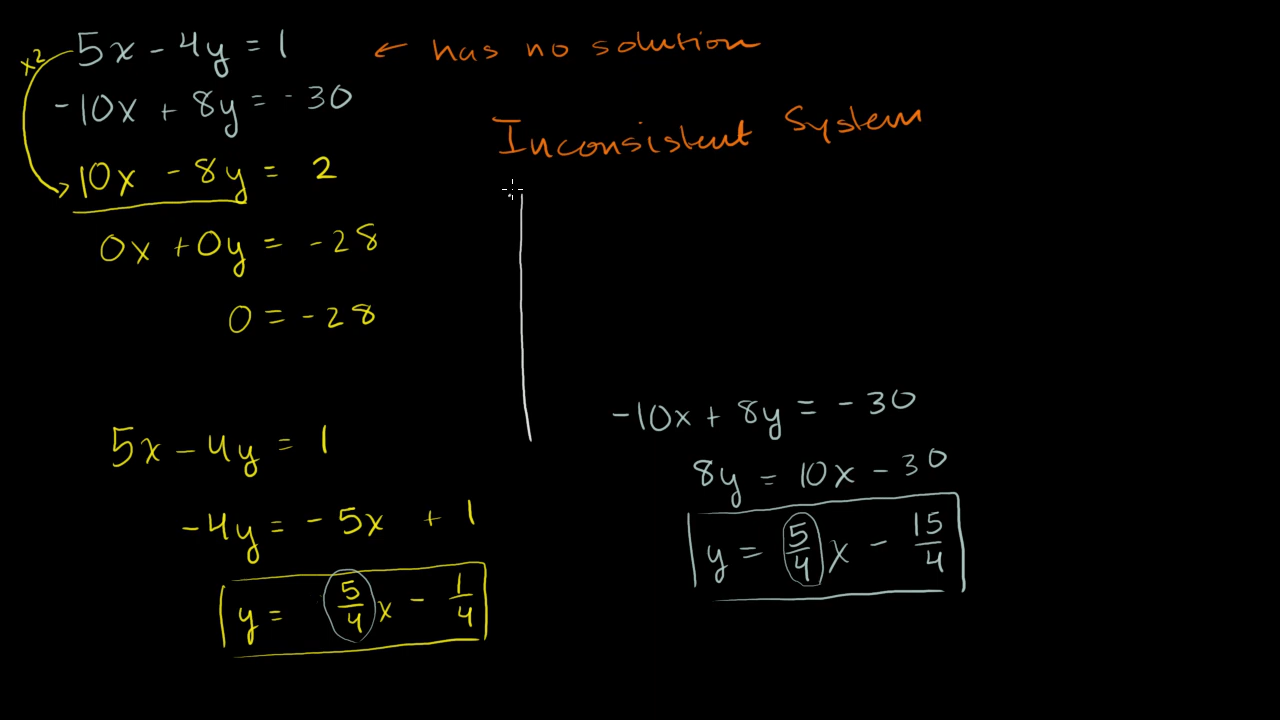 5x - 4y = 1 ← has no solution
x2
-10x + 8y = -30
Inconsistent System
10x - 8y = 2
0x + 0y = -28
0 = -28
5x - 4y = 1
-4y = -5x + 1
y = 5/4 x - 1/4
-10x + 8y = -30
8y = 10x - 30
y = 5/4 x - 15/4